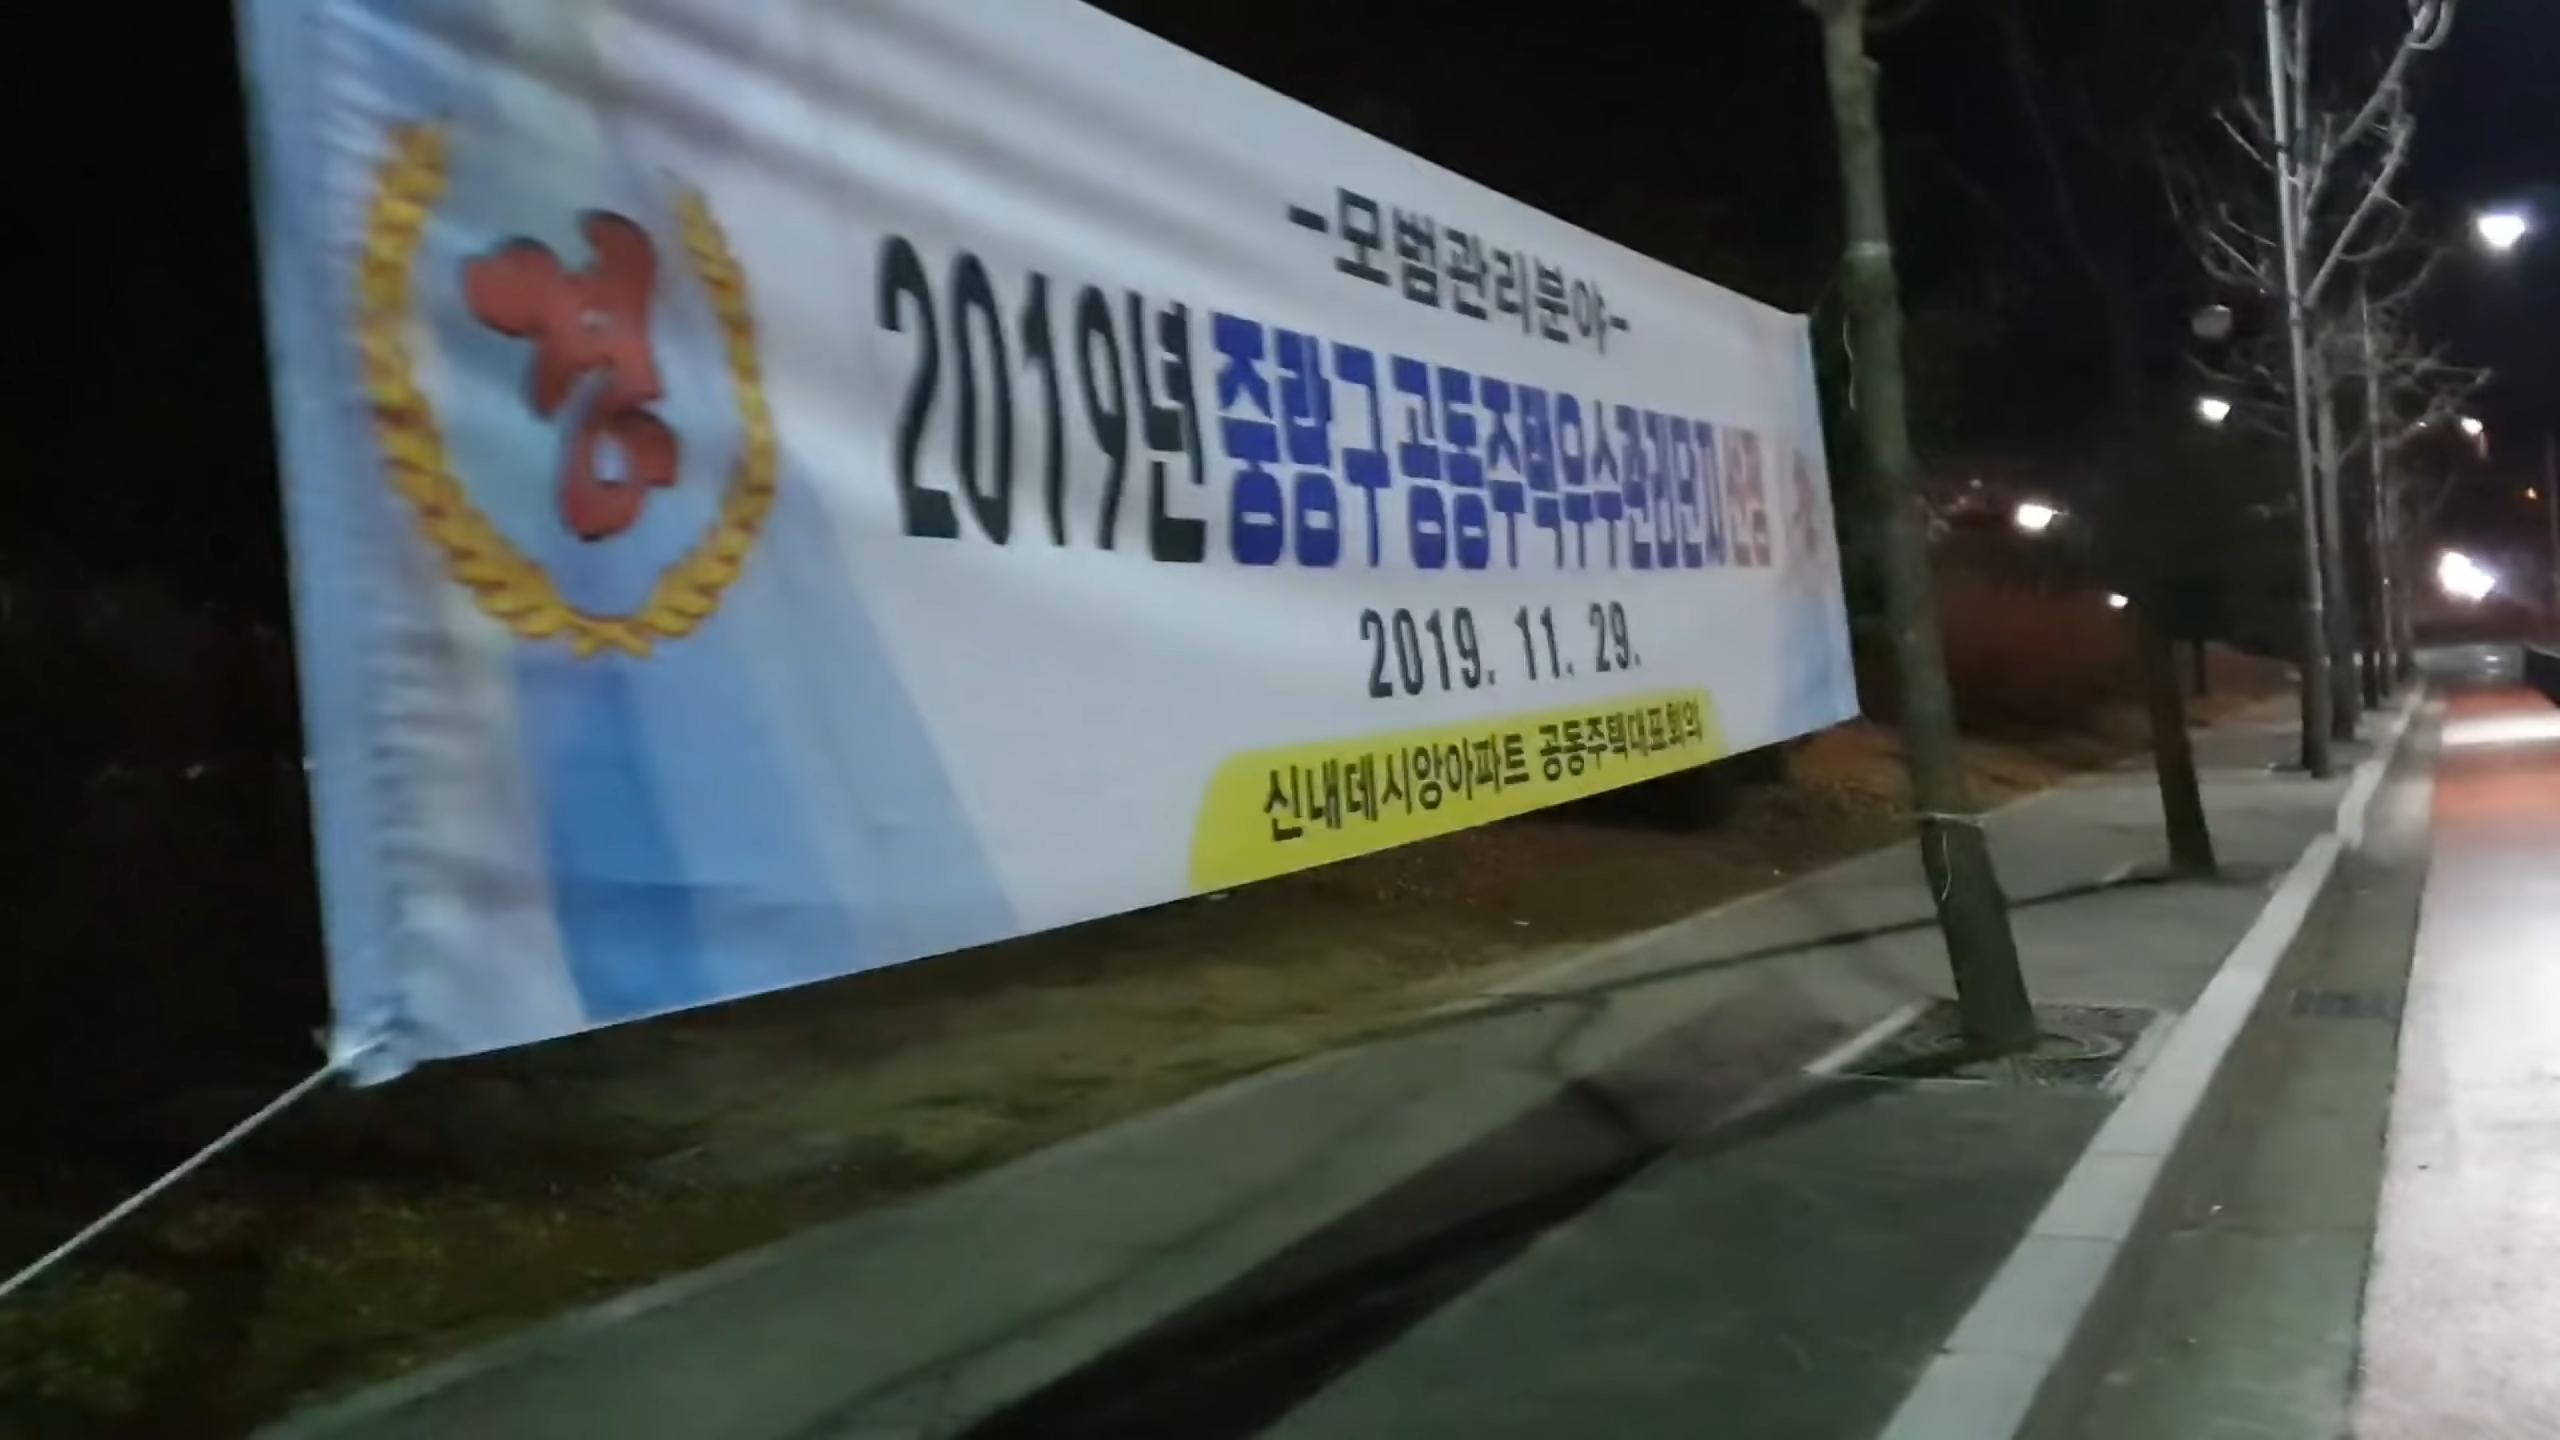 경
-모범관리분야-
2019년 중랑구 공동주택우수관리단지 선정
2019. 11. 29.
신내데시앙아파트 공동주택대표회의